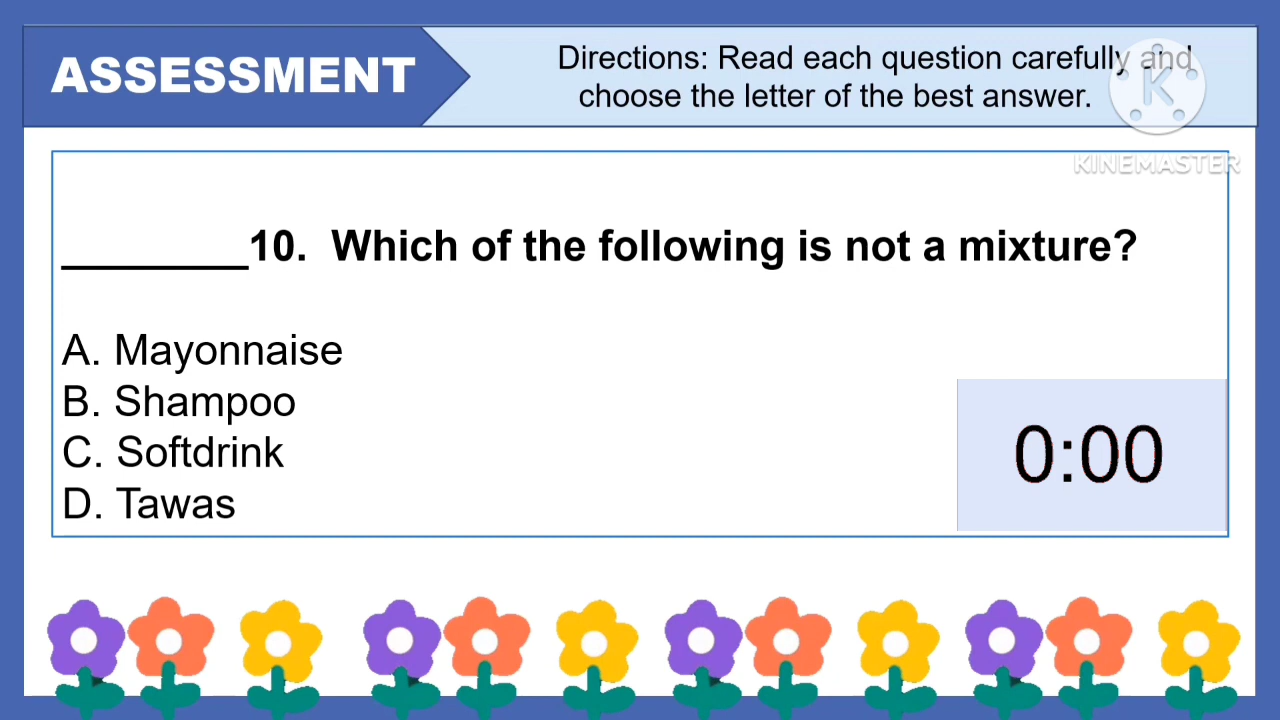 ASSESSMENT
Directions: Read each question carefully and
choose the letter of the best answer.
K
KINEMASTER
________10. Which of the following is not a mixture?
A. Mayonnaise
B. Shampoo
C. Softdrink
D. Tawas
0:00